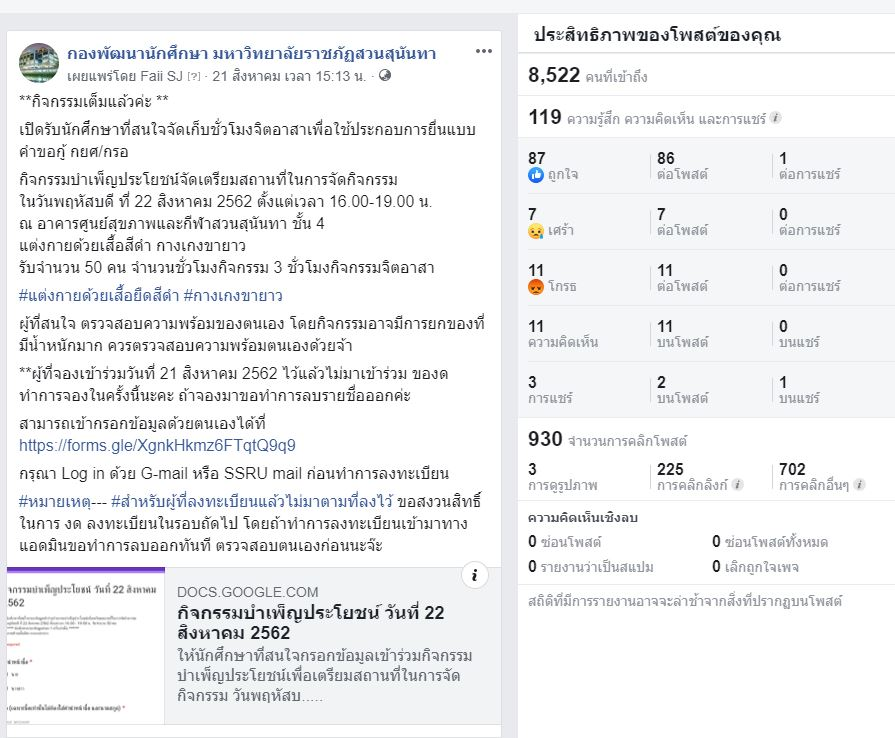 กองพัฒนานักศึกษา มหาวิทยาลัยราชภัฏสวนสุนันทา
เผยแพร่โดย Faii SJ [?] · 21 สิงหาคม เวลา 15:13 น. ·
**กิจกรรมเต็มแล้วค่ะ **
เปิดรับนักศึกษาที่สนใจจัดเก็บชั่วโมงจิตอาสาเพื่อใช้ประกอบการยื่นแบบ
คำขอกู้ กยศ/กรอ
กิจกรรมบำเพ็ญประโยชน์จัดเตรียมสถานที่ในการจัดกิจกรรม
ในวันพฤหัสบดี ที่ 22 สิงหาคม 2562 ตั้งแต่เวลา 16.00-19.00 น.
ณ อาคารศูนย์สุขภาพและกีฬาสวนสุนันทา ชั้น 4
แต่งกายด้วยเสื้อสีดำ กางเกงขายาว
รับจำนวน 50 คน จำนวนชั่วโมงกิจกรรม 3 ชั่วโมงกิจกรรมจิตอาสา
#แต่งกายด้วยเสื้อยืดสีดำ #กางเกงขายาว
ผู้ที่สนใจ ตรวจสอบความพร้อมของตนเอง โดยกิจกรรมอาจมีการยกของที่
มีน้ำหนักมาก ควรตรวจสอบความพร้อมตนเองด้วยจ้า
**ผู้ที่จองเข้าร่วมวันที่ 21 สิงหาคม 2562 ไว้แล้วไม่มาเข้าร่วม ของด
ทำการจองในครั้งนี้นะคะ ถ้าจองมาขอทำการลบรายชื่อออกค่ะ
สามารถเข้ากรอกข้อมูลด้วยตนเองได้ที่
https://forms.gle/XgnkHkmz6FTqtQ9q9
กรุณา Log in ด้วย G-mail หรือ SSRU mail ก่อนทำการลงทะเบียน
#หมายเหตุ--- #สำหรับผู้ที่ลงทะเบียนแล้วไม่มาตามที่ลงไว้ ขอสงวนสิทธิ์
ในการ งด ลงทะเบียนในรอบถัดไป โดยถ้าทำการลงทะเบียนเข้ามาทาง
แอดมินขอทำการลบออกทันที ตรวจสอบตนเองก่อนนะจ๊ะ
DOCS.GOOGLE.COM
กิจกรรมบำเพ็ญประโยชน์ วันที่ 22
สิงหาคม 2562
ให้นักศึกษาที่สนใจกรอกข้อมูลเข้าร่วมกิจกรรม
บำเพ็ญประโยชน์เพื่อเตรียมสถานที่ในการจัด
กิจกรรม วันพฤหัสบ.....
ประสิทธิภาพของโพสต์ของคุณ
8,522 คนที่เข้าถึง
119 ความรู้สึก ความคิดเห็น และการแชร์
87 86 1
ถูกใจ ต่อโพสต์ ต่อการแชร์
7 7 0
เศร้า ต่อโพสต์ ต่อการแชร์
11 11 0
โกรธ ต่อโพสต์ ต่อการแชร์
11 11 0
ความคิดเห็น บนโพสต์ บนแชร์
3 2 1
การแชร์ บนโพสต์ บนแชร์
930 จำนวนการคลิกโพสต์
3 225 702
การดูรูปภาพ การคลิกลิงก์ การคลิกอื่นๆ
ความคิดเห็นเชิงลบ
0 ซ่อนโพสต์ 0 ซ่อนโพสต์ทั้งหมด
0 รายงานว่าเป็นสแปม 0 เลิกถูกใจเพจ
สถิติที่มีการรายงานอาจจะล่าช้าจากสิ่งที่ปรากฏบนโพสต์